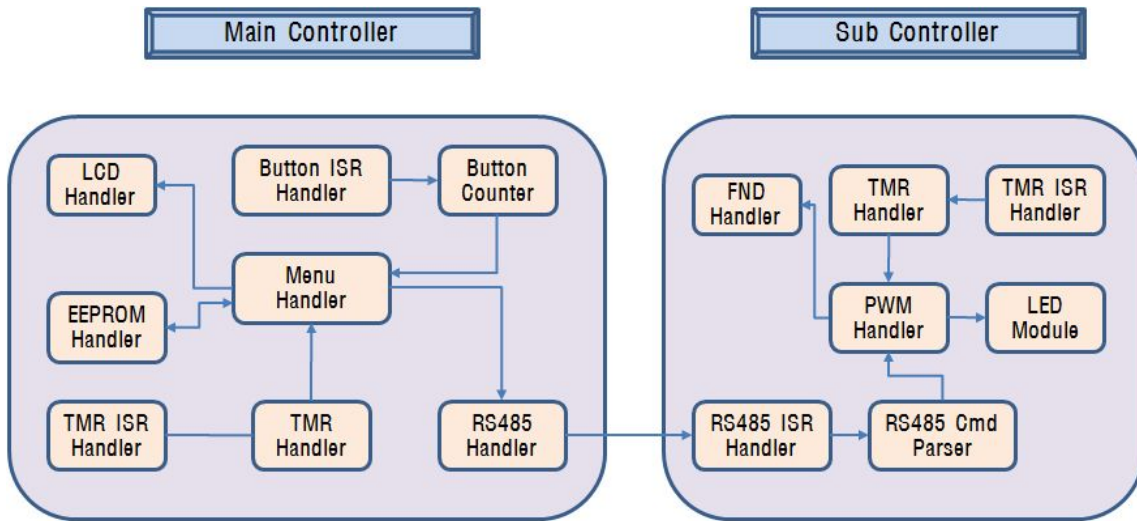 Main Controller
Sub Controller
LCD
Handler
Button ISR
Handler
Button
Counter
Menu
Handler
EEPROM
Handler
TMR ISR
Handler
TMR
Handler
RS485
Handler
FND
Handler
TMR
Handler
TMR ISR
Handler
PWM
Handler
LED
Module
RS485 ISR
Handler
RS485 Cmd
Parser